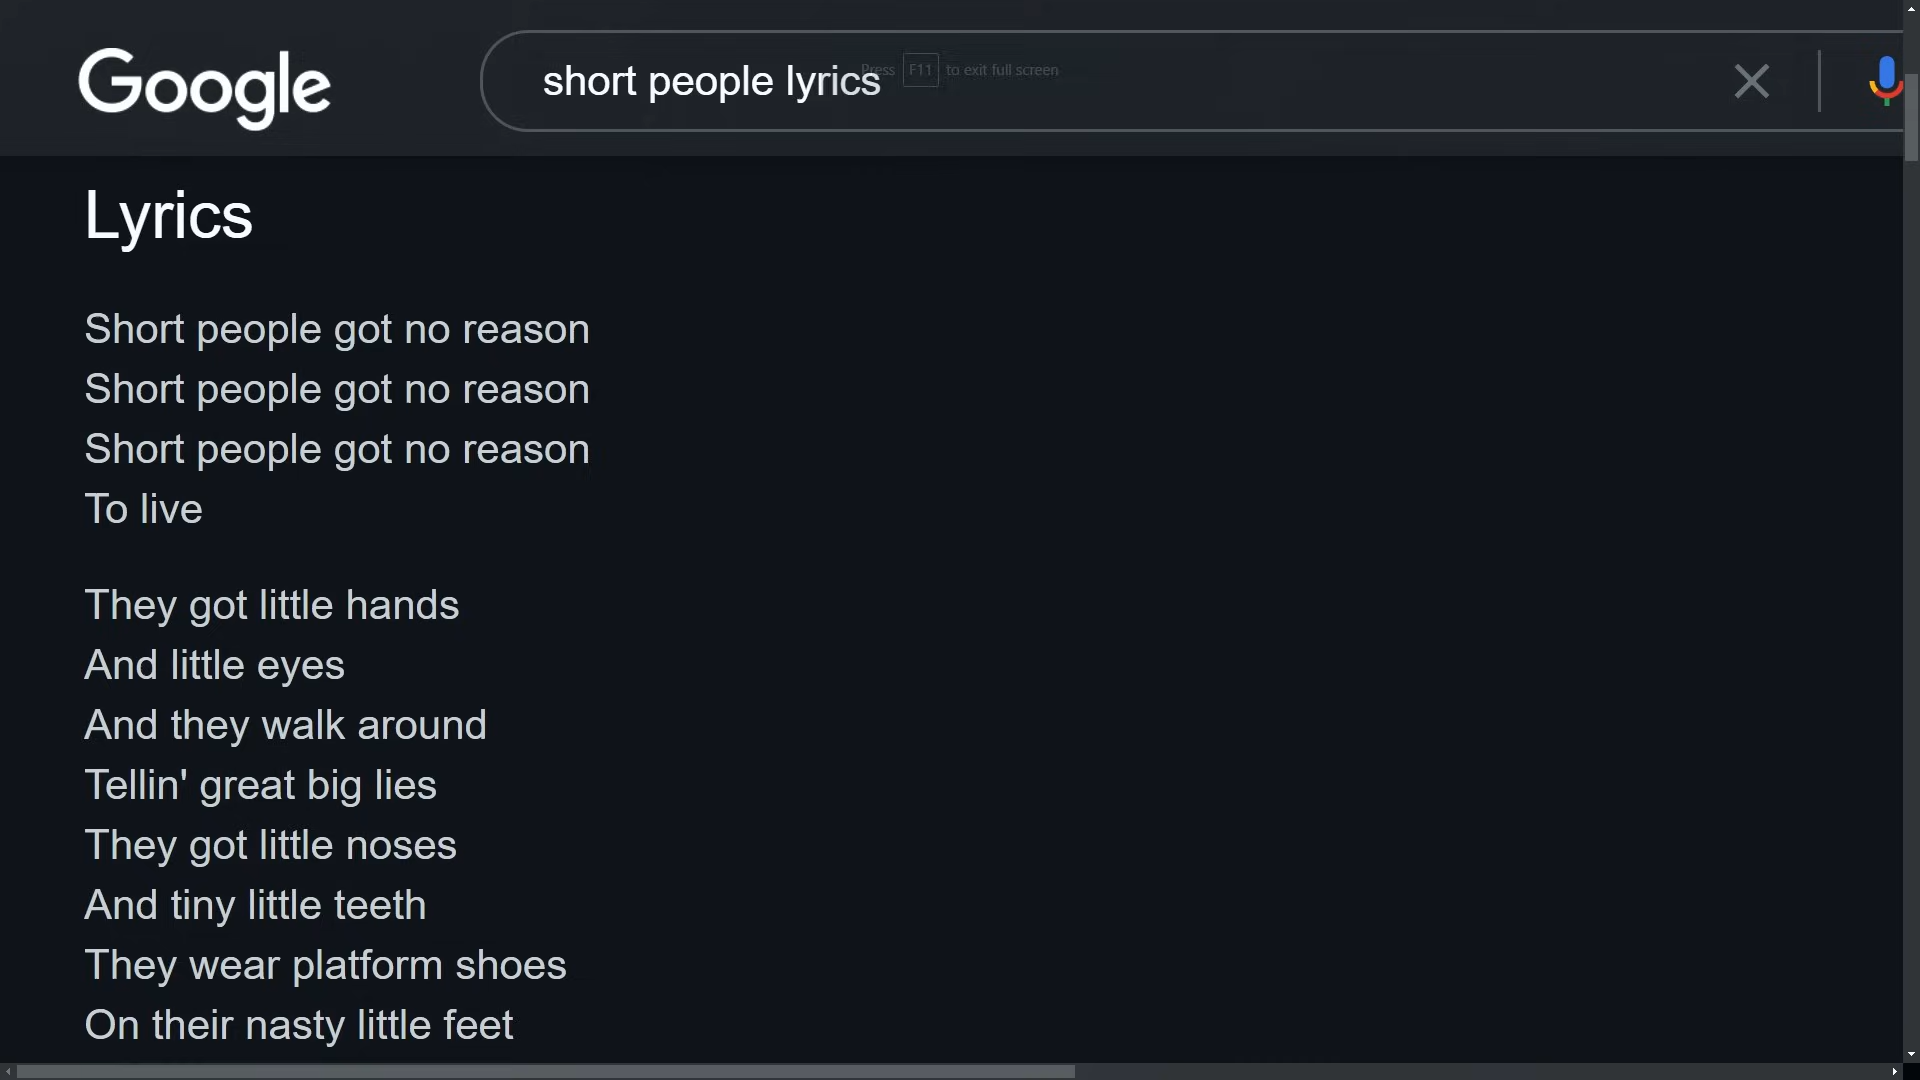 Google
short people lyrics
Press F11 to exit full screen
Lyrics
Short people got no reason
Short people got no reason
Short people got no reason
To live
They got little hands
And little eyes
And they walk around
Tellin' great big lies
They got little noses
And tiny little teeth
They wear platform shoes
On their nasty little feet